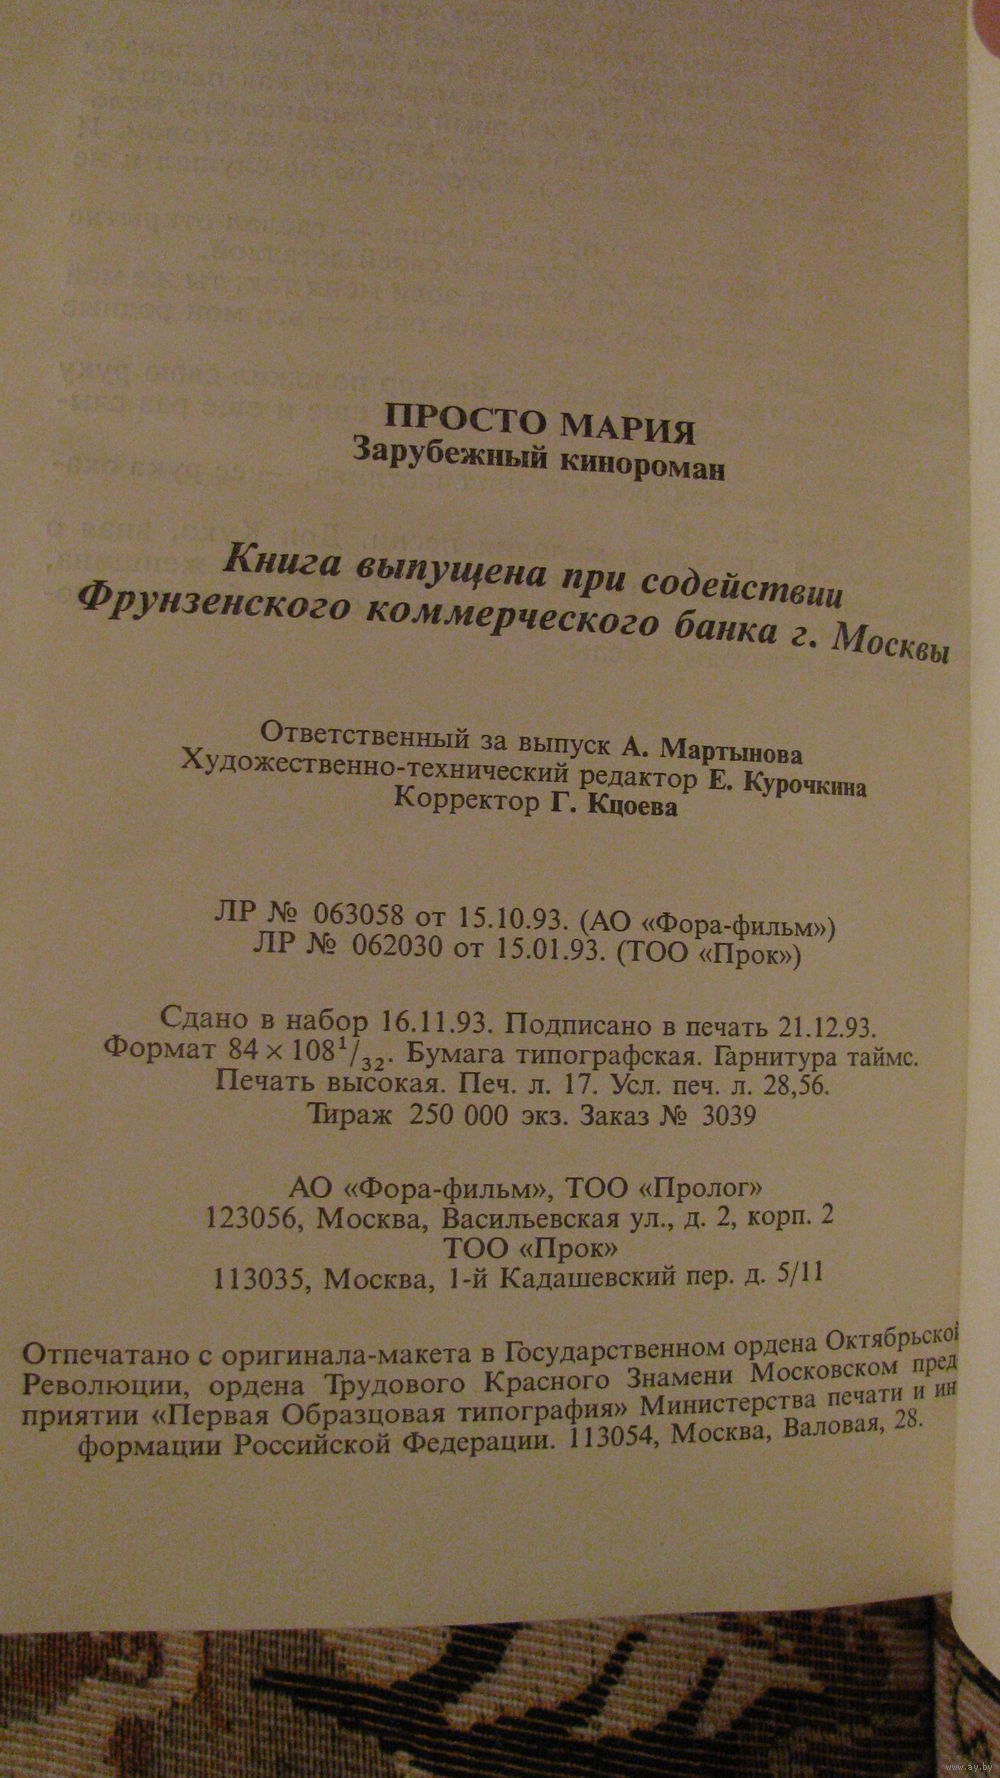 ПРОСТО МАРИЯ
Зарубежный кинороман
Книга выпущена при содействии
Фрунзенского коммерческого банка г. Москвы
Ответственный за выпуск А. Мартынова
Художественно-технический редактор Е. Курочкина
Корректор Г. Кцоева
ЛР № 063058 от 15.10.93. (АО «Фора-фильм»)
ЛР № 062030 от 15.01.93. (ТОО «Прок»)
Сдано в набор 16.11.93. Подписано в печать 21.12.93.
Формат 84 × 108¹/₃₂. Бумага типографская. Гарнитура таймс.
Печать высокая. Печ. л. 17. Усл. печ. л. 28,56.
Тираж 250 000 экз. Заказ № 3039
АО «Фора-фильм», ТОО «Пролог»
123056, Москва, Васильевская ул., д. 2, корп. 2
ТОО «Прок»
113035, Москва, 1-й Кадашевский пер. д. 5/11
Отпечатано с оригинала-макета в Государственном ордена Октябрьской
Революции, ордена Трудового Красного Знамени Московском пред
приятии «Первая Образцовая типография» Министерства печати и ин
формации Российской Федерации. 113054, Москва, Валовая, 28.
www.ay.by